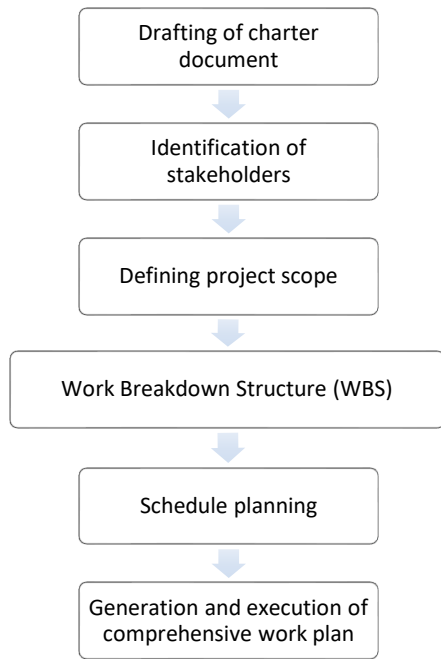 Drafting of charter
document
Identification of
stakeholders
Defining project scope
Work Breakdown Structure (WBS)
Schedule planning
Generation and execution of
comprehensive work plan